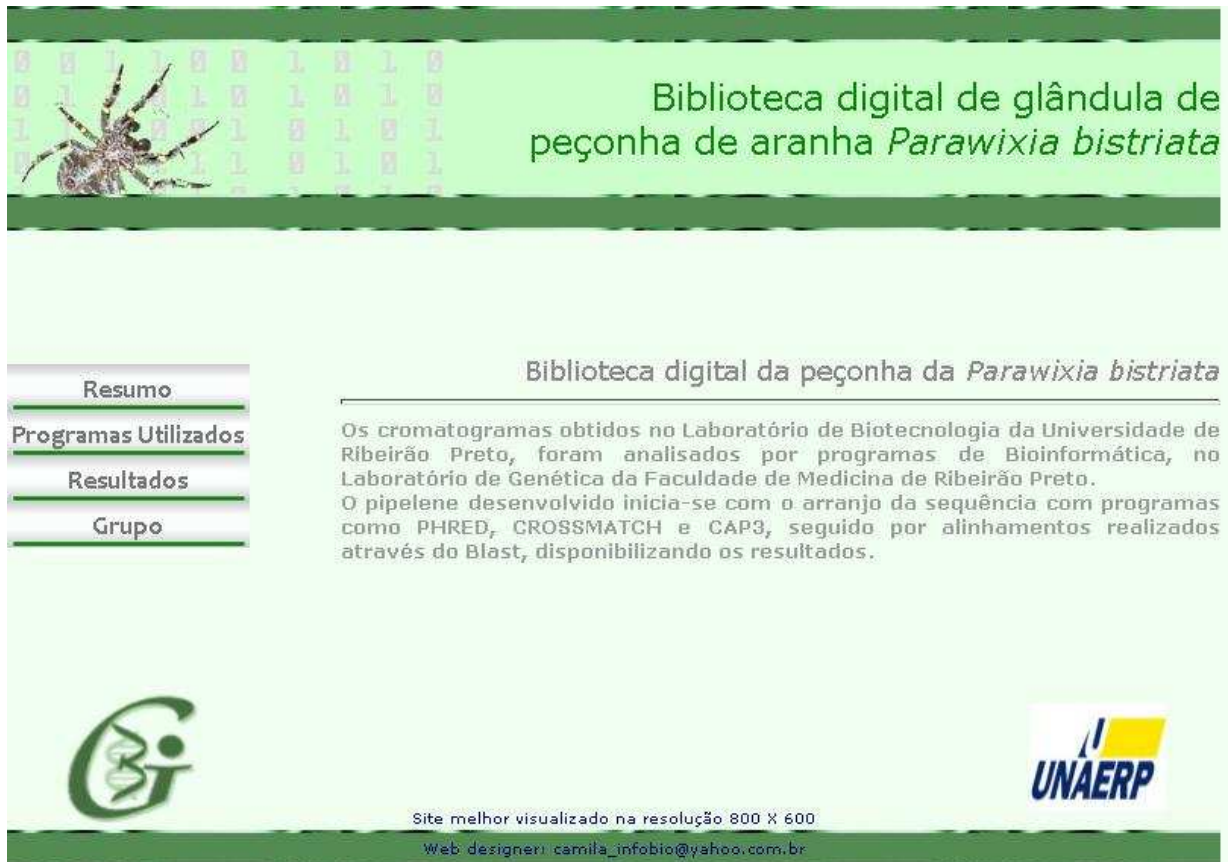 Biblioteca digital de glândula de
peçonha de aranha Parawixia bistriata
Resumo
Programas Utilizados
Resultados
Grupo
Biblioteca digital da peçonha da Parawixia bistriata
Os cromatogramas obtidos no Laboratório de Biotecnologia da Universidade de
Ribeirão Preto, foram analisados por programas de Bioinformática, no
Laboratório de Genética da Faculdade de Medicina de Ribeirão Preto.
O pipelene desenvolvido inicia-se com o arranjo da sequência com programas
como PHRED, CROSSMATCH e CAP3, seguido por alinhamentos realizados
através do Blast, disponibilizando os resultados.
UNAERP
Site melhor visualizado na resolução 800 X 600
Web designer: camila_infobio@yahoo.com.br